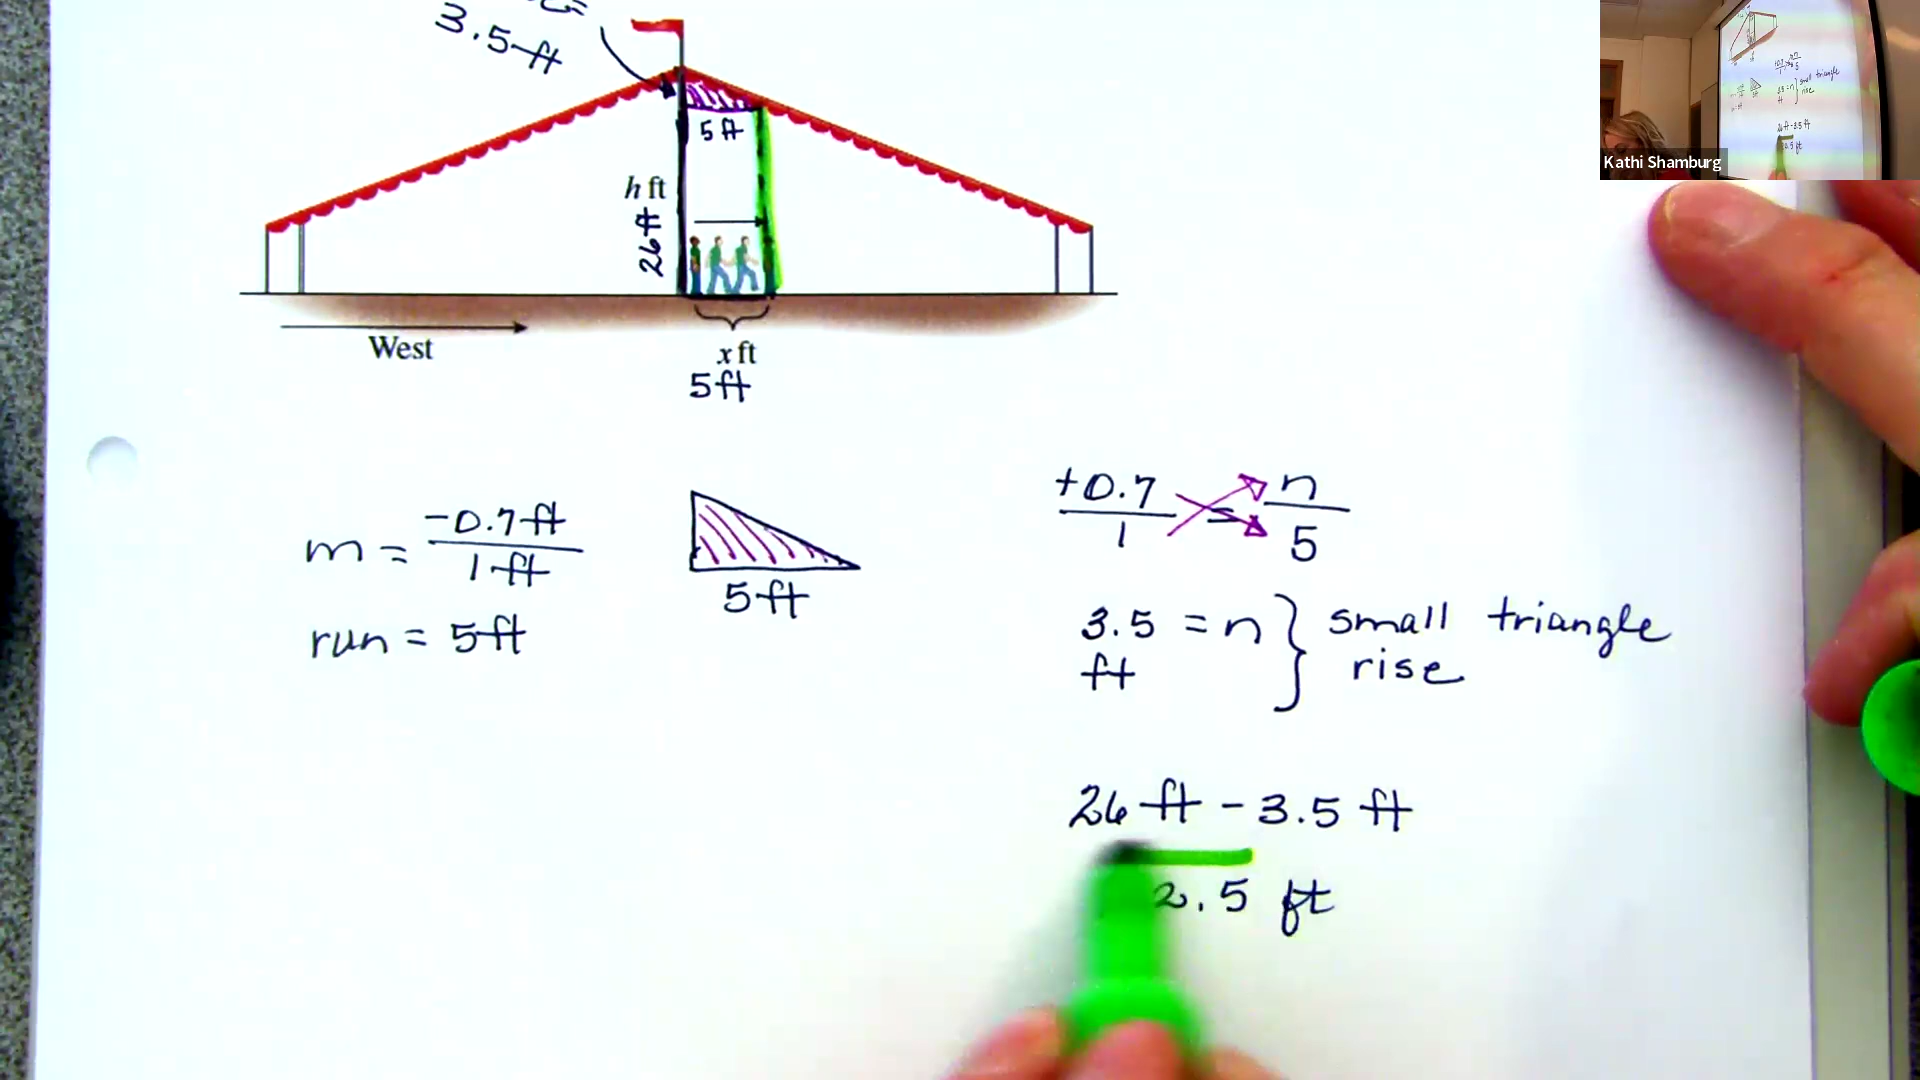 3.5 ft
5 ft
h ft
26 ft
West
x ft
5 ft
m = -0.7 ft / 1 ft
run = 5 ft
5 ft
+0.7 / 1 = n / 5
3.5 ft = n } small triangle rise
26 ft - 3.5 ft
2.5 ft
Kathi Shamburg